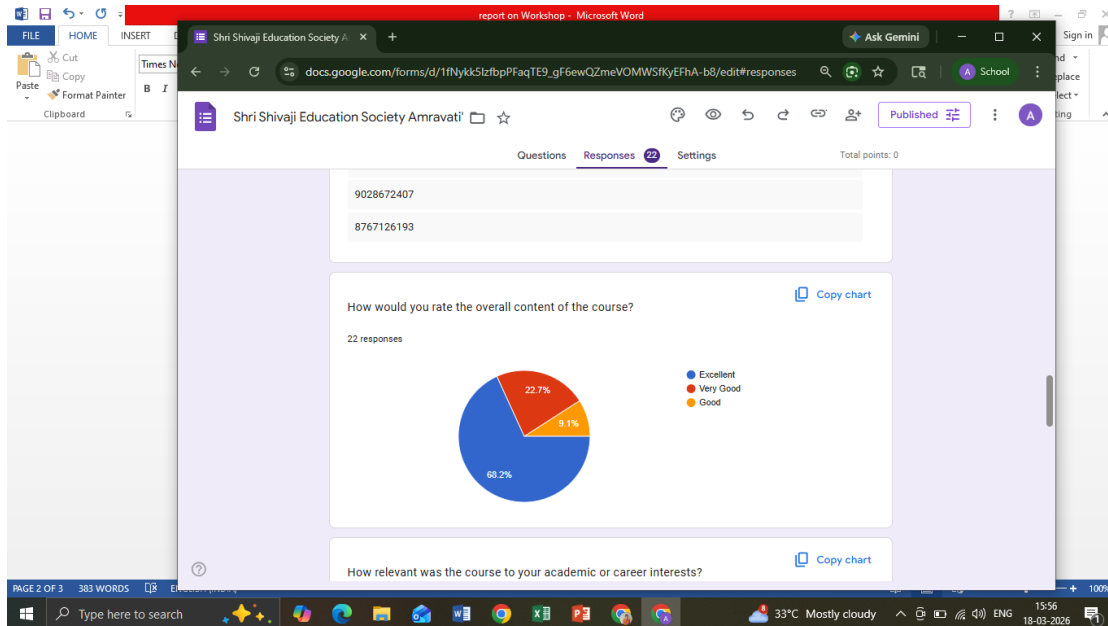 report on Workshop - Microsoft Word
FILE HOME INSERT
Sign in
Cut
Copy
Paste
Format Painter
Clipboard
Times N
B I
Shri Shivaji Education Society A
Ask Gemini
docs.google.com/forms/d/1fNykk5lzfbpPFaqTE9_gF6ewQZmeVOMWSfKyEFhA-b8/edit#responses
A School
Shri Shivaji Education Society Amravati'
Published
A
Questions Responses 22 Settings
Total points: 0
9028672407
8767126193
How would you rate the overall content of the course?
Copy chart
22 responses
22.7%
9.1%
68.2%
Excellent
Very Good
Good
How relevant was the course to your academic or career interests?
Copy chart
PAGE 2 OF 3 383 WORDS
100%
Type here to search
33°C Mostly cloudy
ENG
15:56
18-03-2026
1